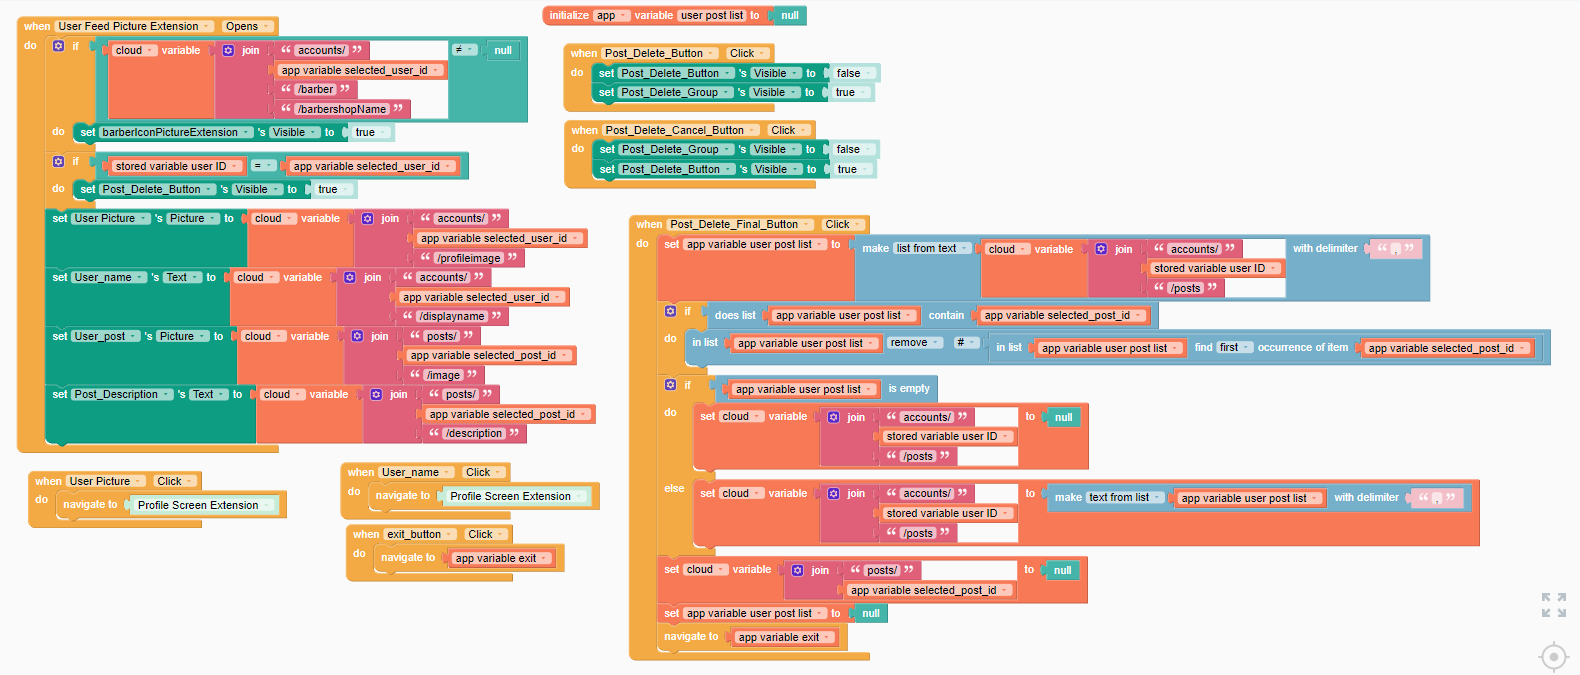 when User Feed Picture Extension Opens
do if cloud variable join “ accounts/ ” ≠ null
app variable selected_user_id
“ /barber ”
“ /barbershopName ”
do set barberIconPictureExtension 's Visible to true
if stored variable user ID = app variable selected_user_id
do set Post_Delete_Button 's Visible to true
set User Picture 's Picture to cloud variable join “ accounts/ ”
app variable selected_user_id
“ /profileimage ”
set User_name 's Text to cloud variable join “ accounts/ ”
app variable selected_user_id
“ /displayname ”
set User_post 's Picture to cloud variable join “ posts/ ”
app variable selected_post_id
“ /image ”
set Post_Description 's Text to cloud variable join “ posts/ ”
app variable selected_post_id
“ /description ”
when User Picture Click
do navigate to Profile Screen Extension
when User_name Click
do navigate to Profile Screen Extension
when exit_button Click
do navigate to app variable exit
initialize app variable user post list to null
when Post_Delete_Button Click
do set Post_Delete_Button 's Visible to false
set Post_Delete_Group 's Visible to true
when Post_Delete_Cancel_Button Click
do set Post_Delete_Group 's Visible to false
set Post_Delete_Button 's Visible to true
when Post_Delete_Final_Button Click
do set app variable user post list to make list from text cloud variable join “ accounts/ ” with delimiter “ , ”
stored variable user ID
“ /posts ”
if does list app variable user post list contain app variable selected_post_id
do in list app variable user post list remove # in list app variable user post list find first occurrence of item app variable selected_post_id
if app variable user post list is empty
do set cloud variable join “ accounts/ ” to null
stored variable user ID
“ /posts ”
else set cloud variable join “ accounts/ ” to make text from list app variable user post list with delimiter “ , ”
stored variable user ID
“ /posts ”
set cloud variable join “ posts/ ” to null
app variable selected_post_id
set app variable user post list to null
navigate to app variable exit